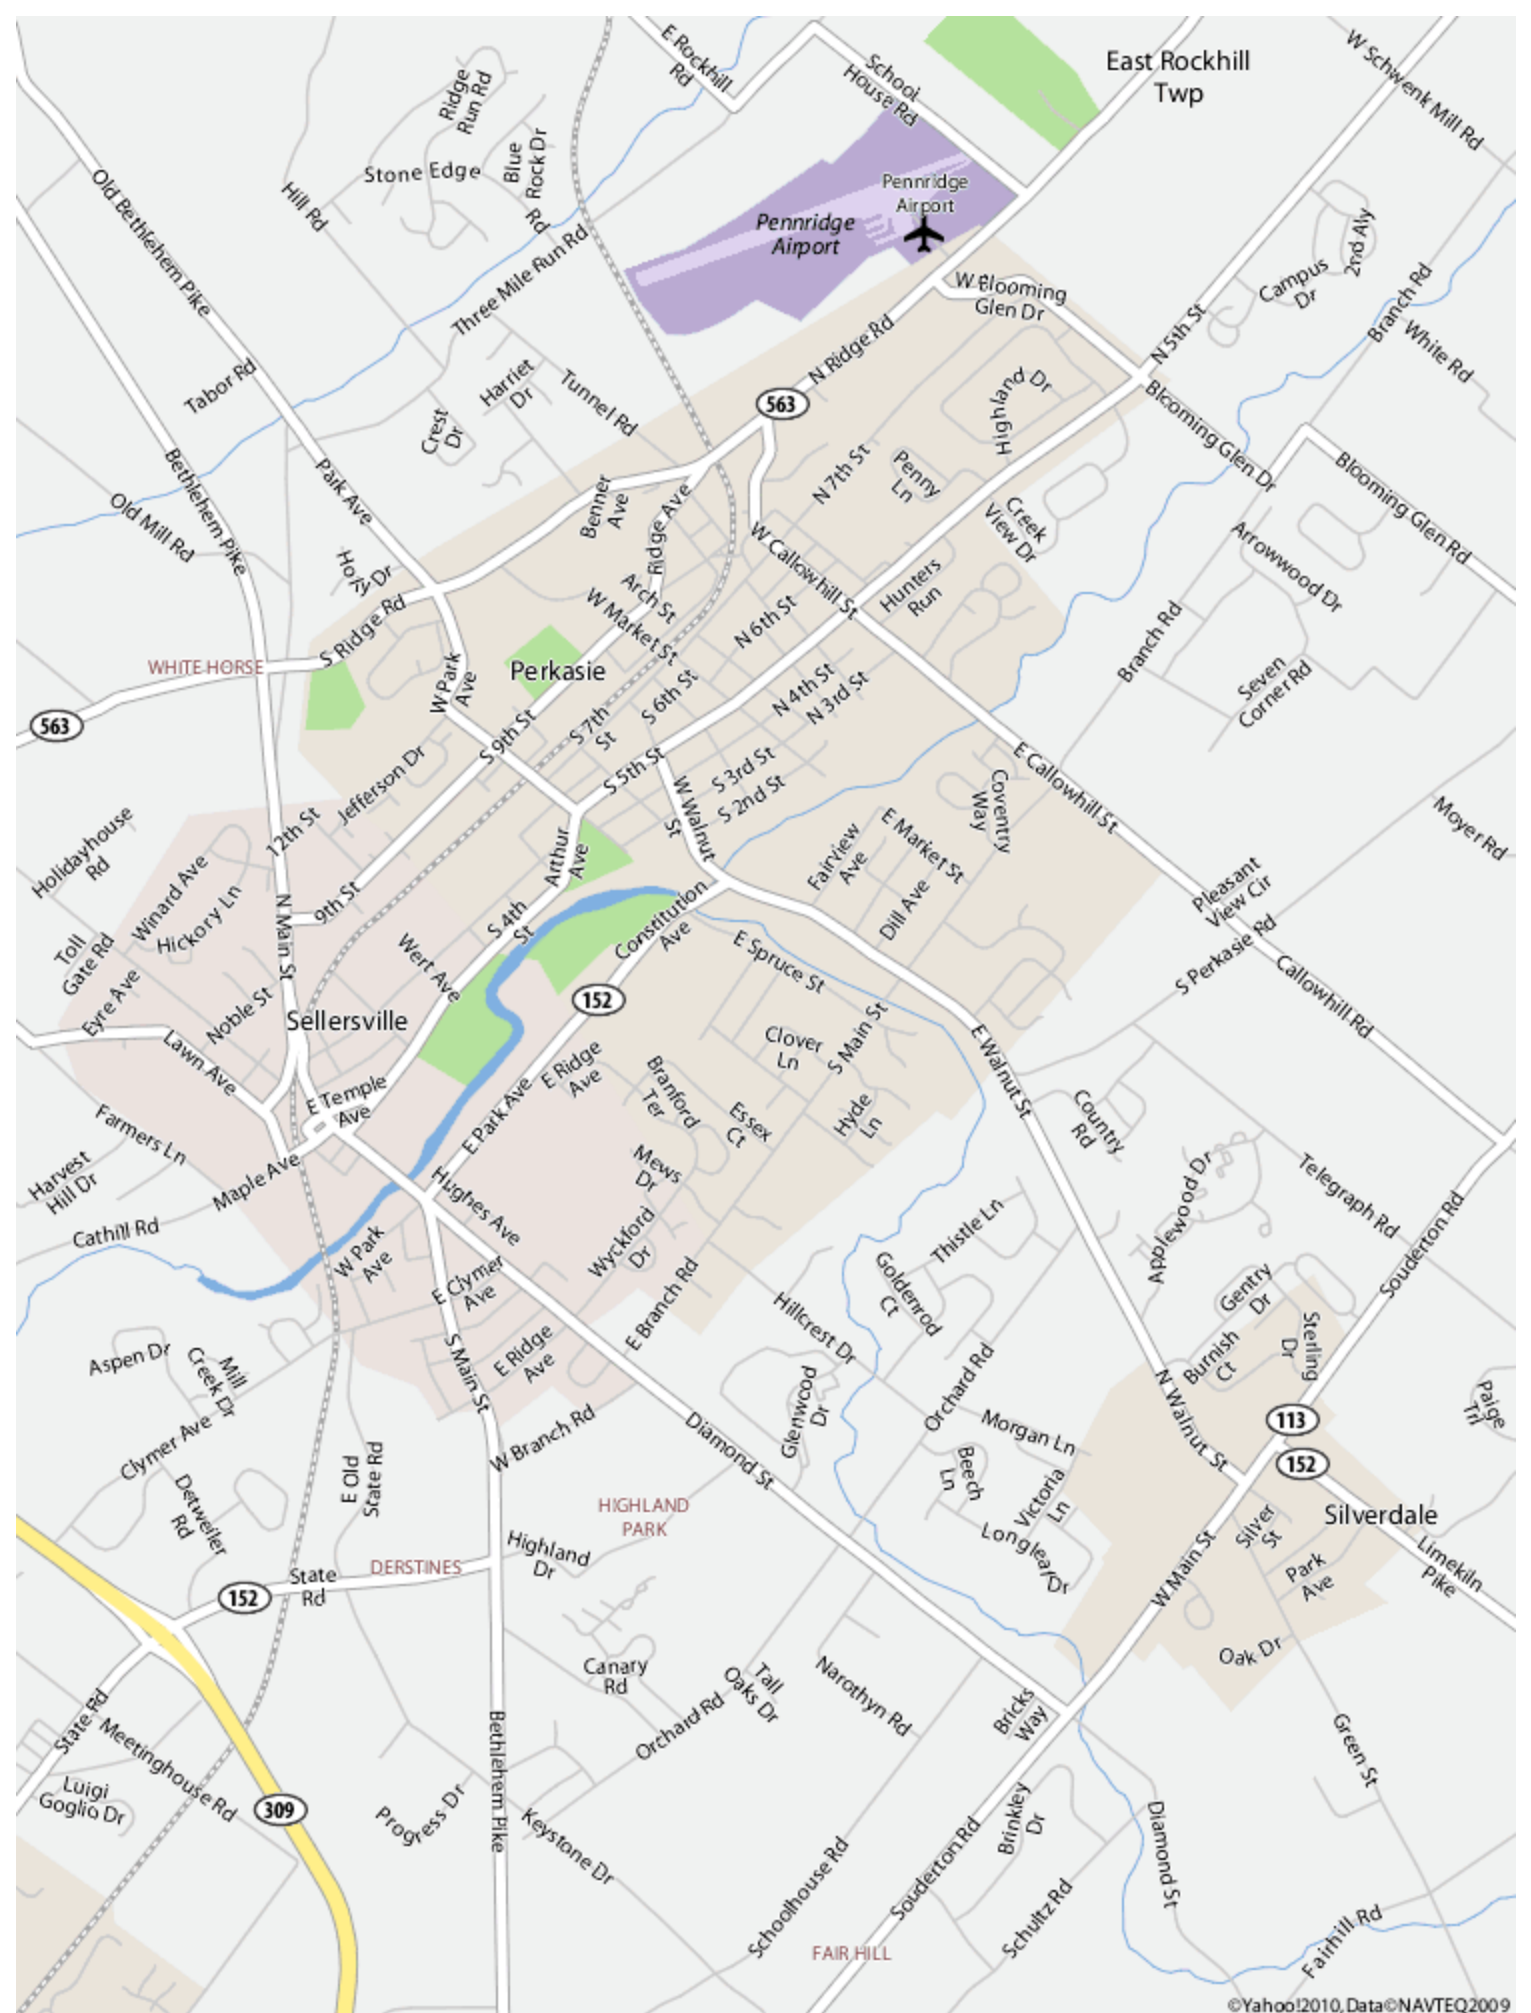 E Rockhill
Rd
School
House Rd
East Rockhill
Twp
W Schwenk Mill Rd
Ridge
Run Rd
Blue
Rock Dr
Stone Edge
Rd
Hill Rd
Old Bethlehem Pike
Three Mile Run Rd
Pennridge
Airport
Pennridge
Airport
W Blooming
Glen Dr
N 5th St
Campus
Dr
2nd Aly
Branch Rd
White Rd
Tabor Rd
Harriet
Dr
Crest
Dr
Tunnel Rd
N Ridge Rd
563
Highland Dr
Blooming Glen Dr
Blooming Glen Rd
Bethlehem Pike
Park Ave
Old Mill Rd
Benner
Ave
Ridge Ave
N 7th St
Penny
Ln
Creek
View Dr
Arrowwood Dr
W Callowhill St
Hunters
Run
S Ridge Rd
Arch St
W Market St
N 6th St
Branch Rd
Seven
Corner Rd
WHITE HORSE
563
Perkasie
W Park
Ave
S 9th St
S 7th
St
S 6th St
N 4th St
N 3rd St
S 5th St
S 3rd St
S 2nd St
E Callowhill St
Jefferson Dr
12th St
W Walnut
St
Coventry
Way
Moyer Rd
Holidayhouse
Rd
Winard Ave
Hickory Ln
9th St
N Main St
Arthur
Ave
Fairview
Ave
E Market St
Dill Ave
Pleasant
View Cir
S Perkasie Rd
Callowhill Rd
Toll
Gate Rd
Eyre Ave
Noble St
Wert Ave
S 4th
St
Constitution
Ave
E Spruce St
152
Sellersville
Lawn Ave
E Temple
Ave
E Ridge
Ave
Branford
Ter
Clover
Ln
S Main St
Essex
Ct
Hyde
Ln
E Walnut St
Country
Rd
Farmers Ln
Harvest
Hill Dr
Maple Ave
Cathill Rd
E Park Ave
Hughes Ave
Mews
Dr
Wyckford
Dr
Applewood Dr
Telegraph Rd
Souderton Rd
W Park
Ave
E Clymer
Ave
E Branch Rd
Thistle Ln
Goldenrod
Ct
Hillcrest Dr
Gentry
Dr
Burnish
Ct
Sterling
Dr
Aspen Dr
Mill
Creek Dr
S Main St
E Ridge
Ave
Glenwood
Dr
Orchard Rd
Morgan Ln
N Walnut St
113
152
Paige
Trl
Clymer Ave
E Old
State Rd
W Branch Rd
Diamond St
Beech
Ln
Victoria
Ln
Longleaf Dr
Silverdale
Silver
St
Park
Ave
Limekiln
Pike
Detweiler
Rd
HIGHLAND
PARK
Highland
Dr
DERSTINES
State
Rd
152
W Main St
Oak Dr
Canary
Rd
Tall
Oaks Dr
Orchard Rd
Narothyn Rd
Bricks
Way
Green St
State Rd
Meetinghouse Rd
Luigi
Goglia Dr
309
Progress Dr
Bethlehem Pike
Keystone Dr
Schoolhouse Rd
Souderton Rd
Brinkley
Dr
Schultz Rd
Diamond St
Fairhill Rd
FAIR HILL
©Yahoo!2010, Data©NAVTEQ2009